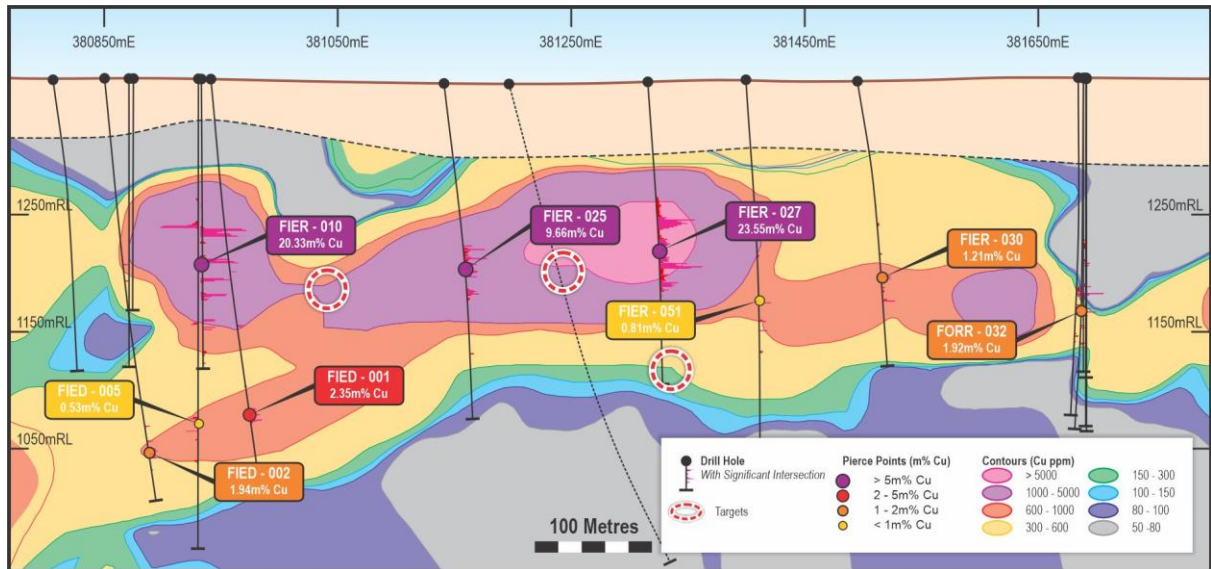 380850mE
381050mE
381250mE
381450mE
381650mE
1250mRL
1250mRL
FIER - 010
20.33m% Cu
FIER - 025
9.66m% Cu
FIER - 027
23.55m% Cu
FIER - 030
1.21m% Cu
1150mRL
1150mRL
FIER - 051
0.81m% Cu
FORR - 032
1.92m% Cu
FIED - 005
0.53m% Cu
FIED - 001
2.35m% Cu
1050mRL
FIED - 002
1.94m% Cu
100 Metres
Drill Hole
With Significant Intersection
Targets
Pierce Points (m% Cu)
> 5m% Cu
2 - 5m% Cu
1 - 2m% Cu
< 1m% Cu
Contours (Cu ppm)
> 5000
1000 - 5000
600 - 1000
300 - 600
150 - 300
100 - 150
80 - 100
50 -80